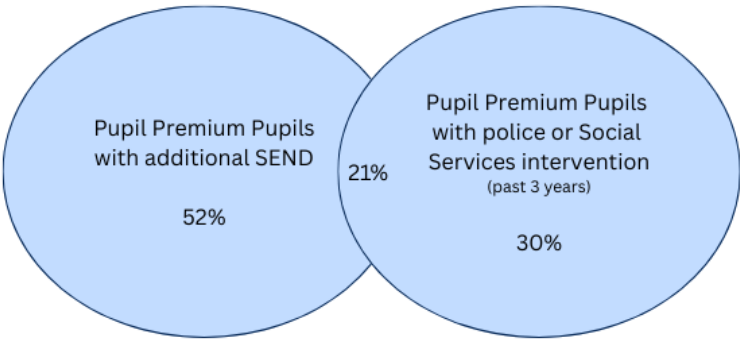 Pupil Premium Pupils
with additional SEND
52%
21%
Pupil Premium Pupils
with police or Social
Services intervention
(past 3 years)
30%